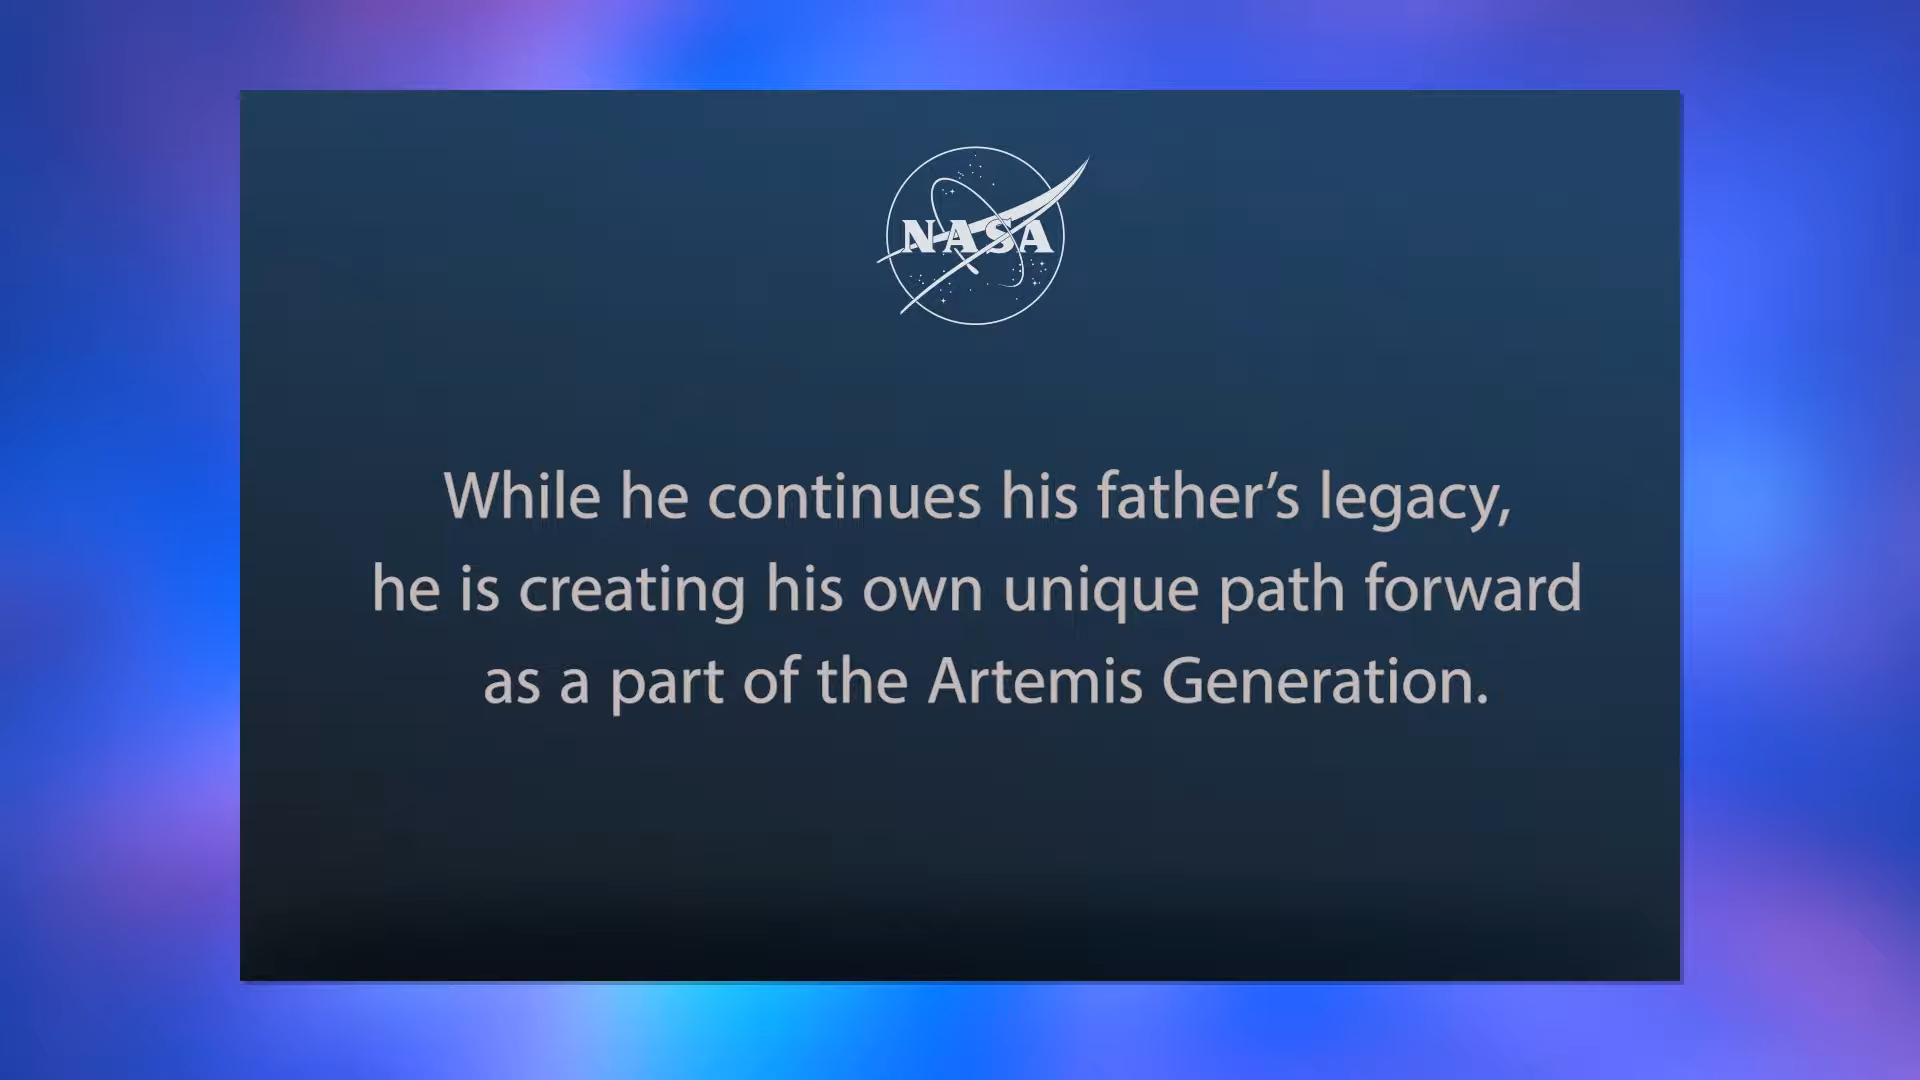 NASA
While he continues his father’s legacy,
he is creating his own unique path forward
as a part of the Artemis Generation.